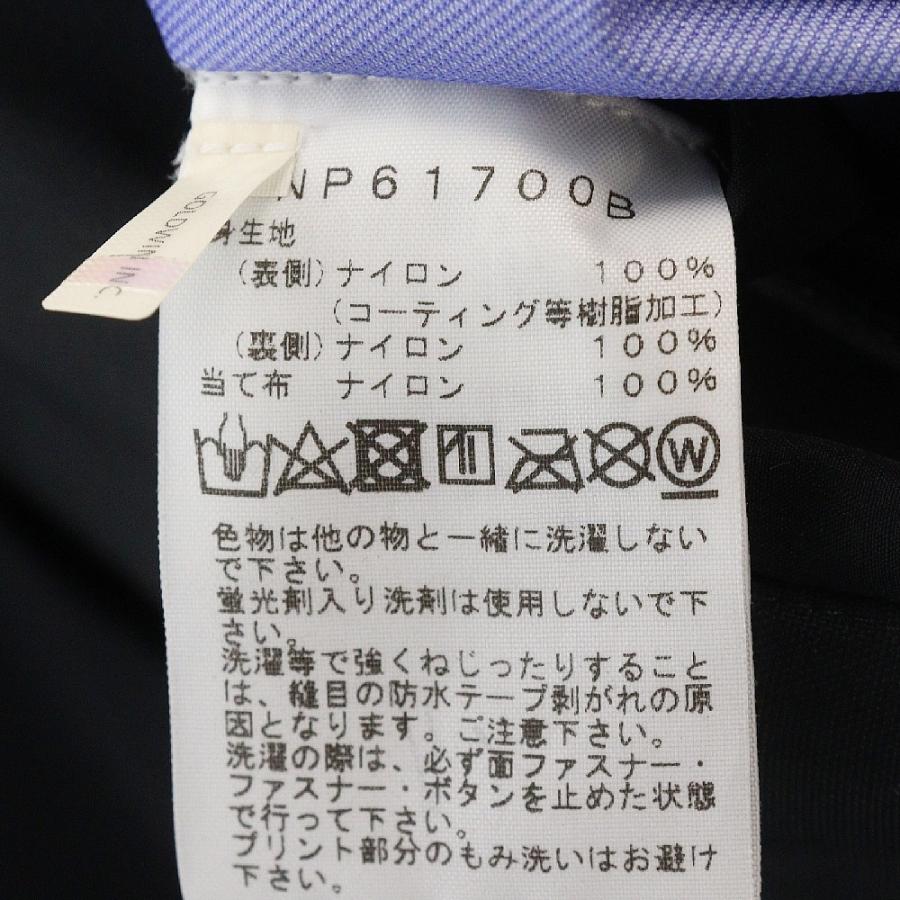 NP61700B
GOLDWIN INC
身生地
(表側)ナイロン 100%
(コーティング等樹脂加工)
(裏側)ナイロン 100%
当て布 ナイロン 100%
W
色物は他の物と一緒に洗濯しない
で下さい。
蛍光剤入り洗剤は使用しないで下
さい。
洗濯等で強くねじったりすること
は、縫目の防水テープ剥がれの原
因となります。ご注意下さい。
洗濯の際は、必ず面ファスナー・
ファスナー・ボタンを止めた状態
で行って下さい。
プリント部分のもみ洗いはお避け
下さい。